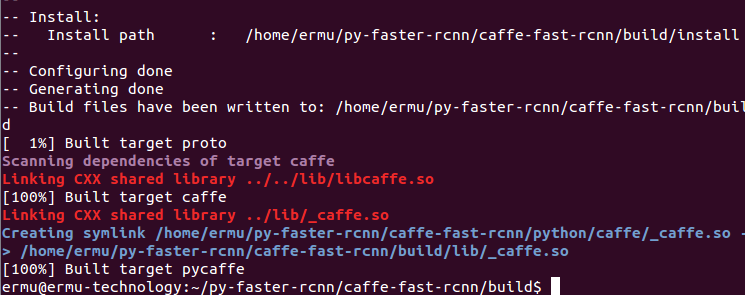 -- Install:
--   Install path      :   /home/ermu/py-faster-rcnn/caffe-fast-rcnn/build/install
--
-- Configuring done
-- Generating done
-- Build files have been written to: /home/ermu/py-faster-rcnn/caffe-fast-rcnn/buil
d
[  1%] Built target proto
Scanning dependencies of target caffe
Linking CXX shared library ../../lib/libcaffe.so
[100%] Built target caffe
Linking CXX shared library ../lib/_caffe.so
Creating symlink /home/ermu/py-faster-rcnn/caffe-fast-rcnn/python/caffe/_caffe.so -
> /home/ermu/py-faster-rcnn/caffe-fast-rcnn/build/lib/_caffe.so
[100%] Built target pycaffe
ermu@ermu-technology:~/py-faster-rcnn/caffe-fast-rcnn/build$